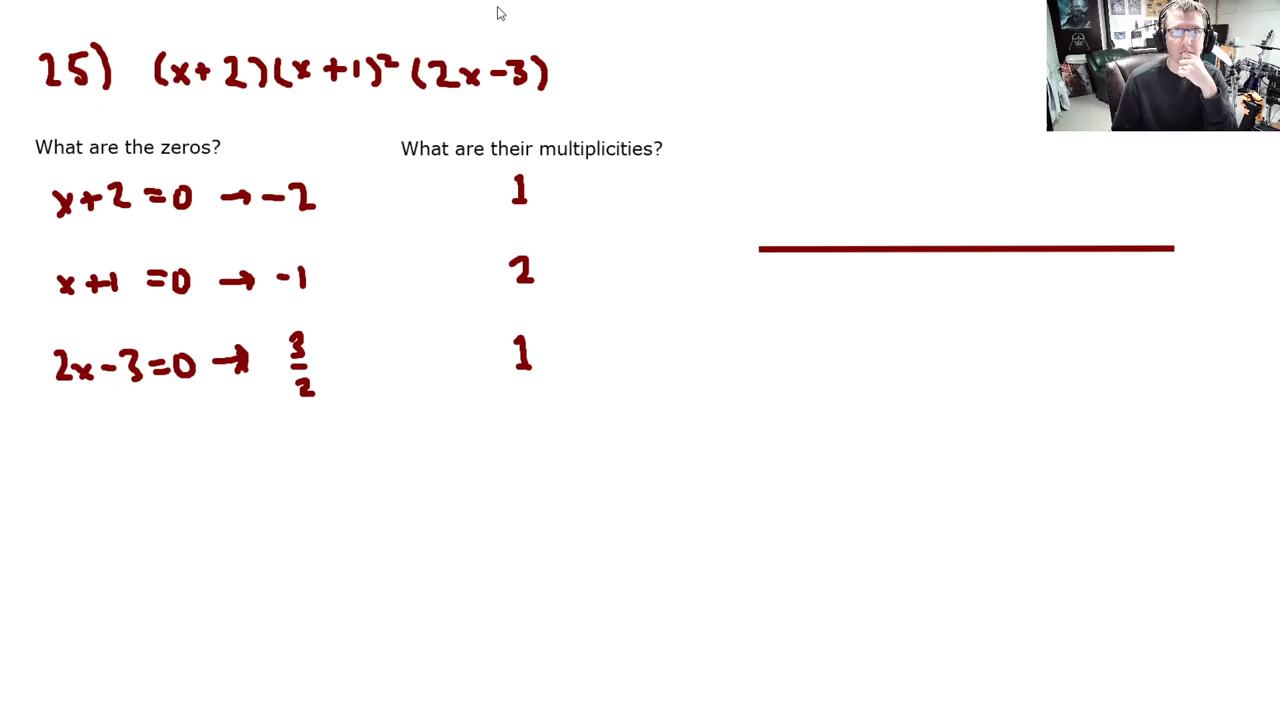 25) (x+2)(x+1)² (2x-3)
What are the zeros? What are their multiplicities?
x+2=0 → -2 1
x+1=0 → -1 2
2x-3=0 → 3/2 1